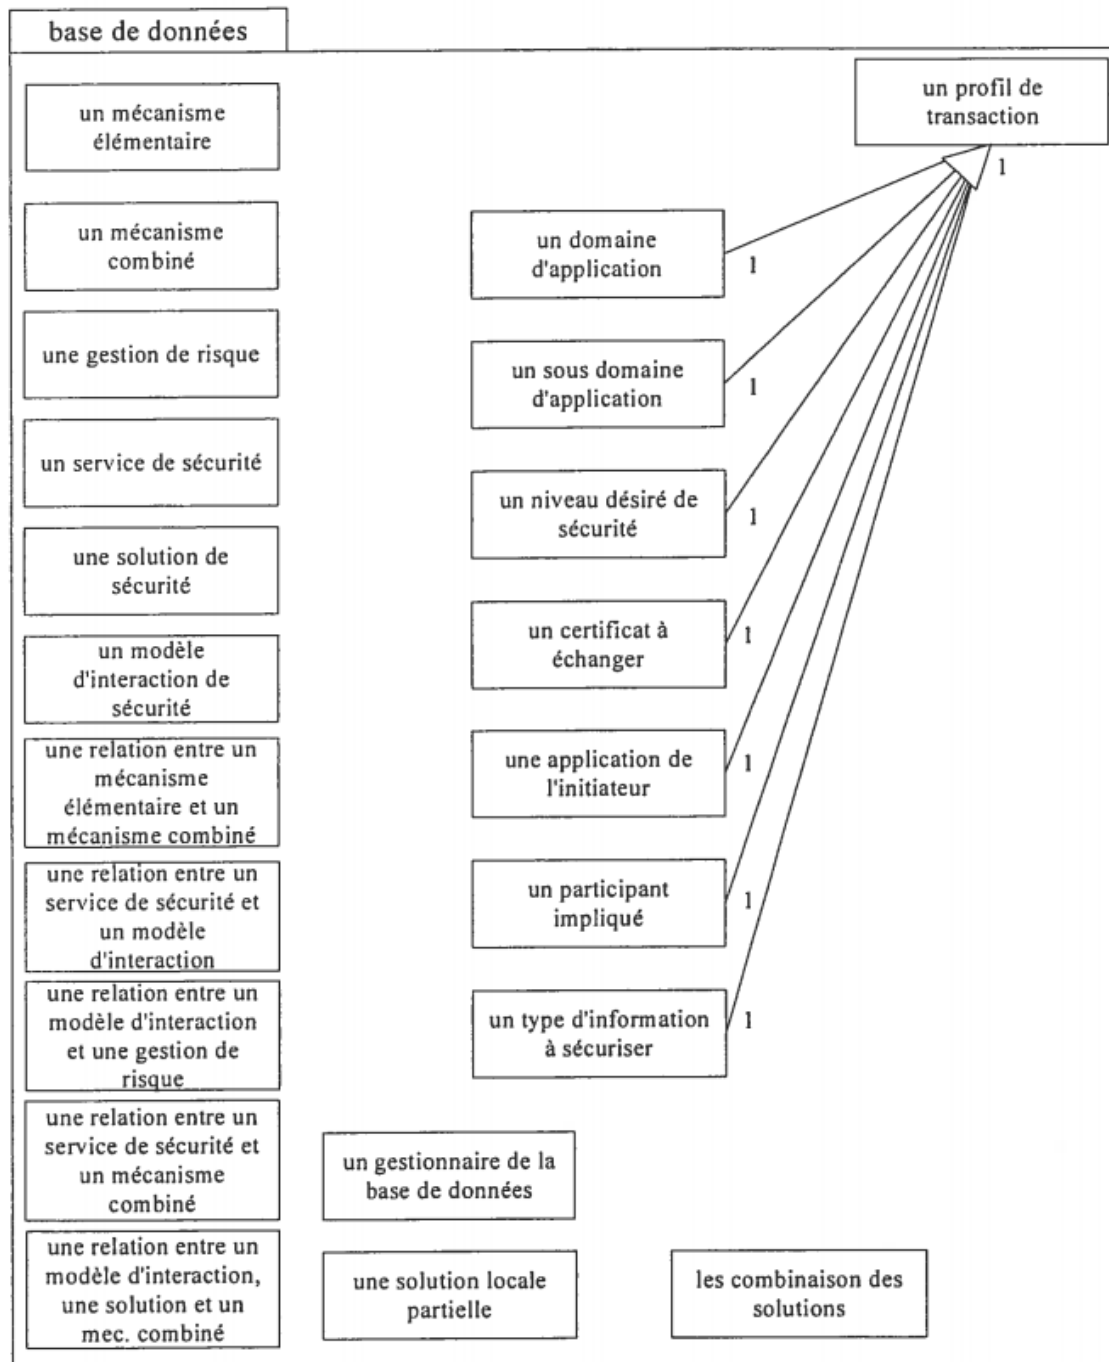 base de données
un profil de
transaction
1
un mécanisme
élémentaire
un mécanisme
combiné
une gestion de risque
un service de sécurité
une solution de
sécurité
un modèle
d'interaction de
sécurité
une relation entre un
mécanisme
élémentaire et un
mécanisme combiné
une relation entre un
service de sécurité et
un modèle
d'interaction
une relation entre un
modèle d'interaction
et une gestion de
risque
une relation entre un
service de sécurité et
un mécanisme
combiné
une relation entre un
modèle d'interaction,
une solution et un
mec. combiné
un domaine
d'application
1
un sous domaine
d'application
1
un niveau désiré de
sécurité
1
un certificat à
échanger
1
une application de
l'initiateur
1
un participant
impliqué
1
un type d'information
à sécuriser
1
un gestionnaire de la
base de données
une solution locale
partielle
les combinaison des
solutions